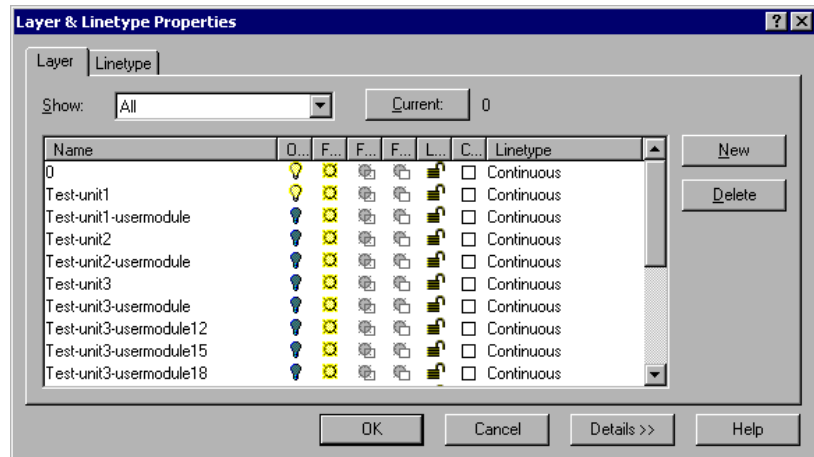 Layer & Linetype Properties
Layer Linetype
Show: All Current: 0
Name O... F... F... F... L... C... Linetype
0 Continuous
Test-unit1 Continuous
Test-unit1-usermodule Continuous
Test-unit2 Continuous
Test-unit2-usermodule Continuous
Test-unit3 Continuous
Test-unit3-usermodule Continuous
Test-unit3-usermodule12 Continuous
Test-unit3-usermodule15 Continuous
Test-unit3-usermodule18 Continuous
New
Delete
OK Cancel Details >> Help